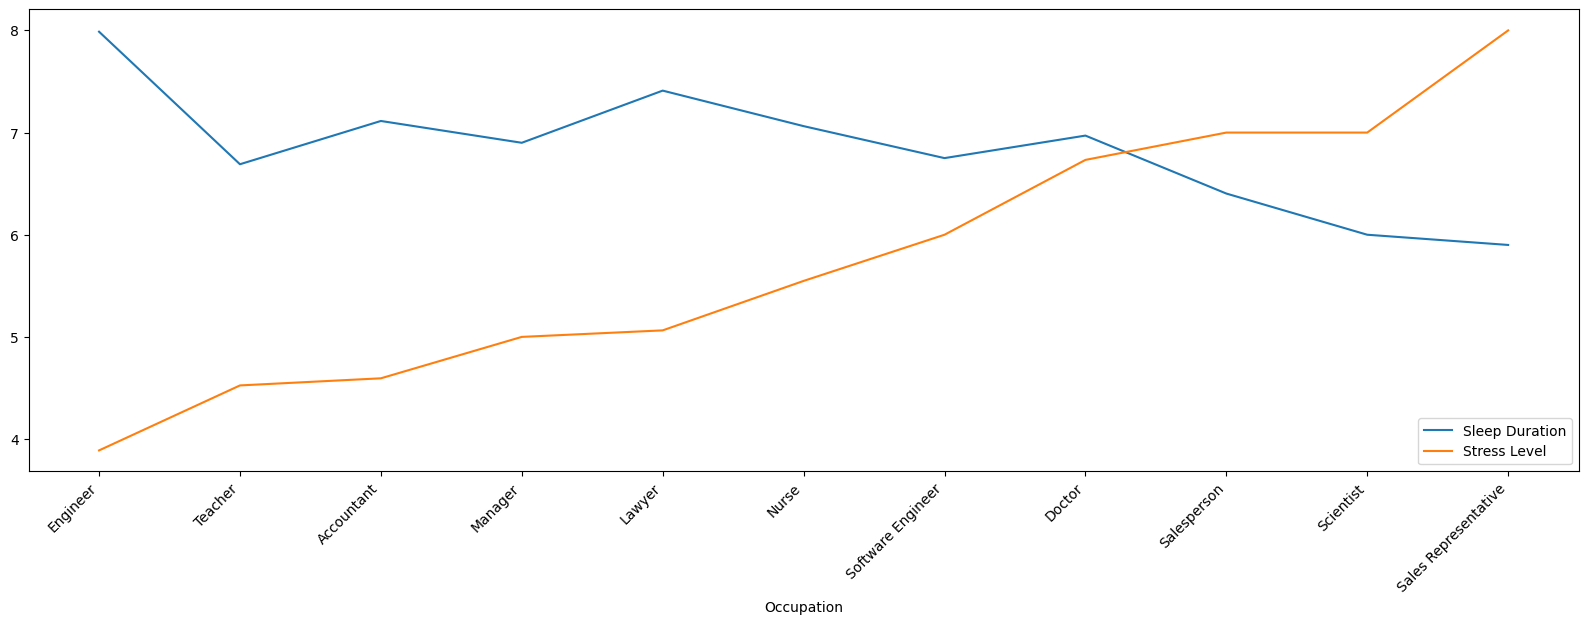 8
7
6
5
4
Sleep Duration
Stress Level
Engineer
Teacher
Accountant
Manager
Lawyer
Nurse
Software Engineer
Doctor
Salesperson
Scientist
Sales Representative
Occupation